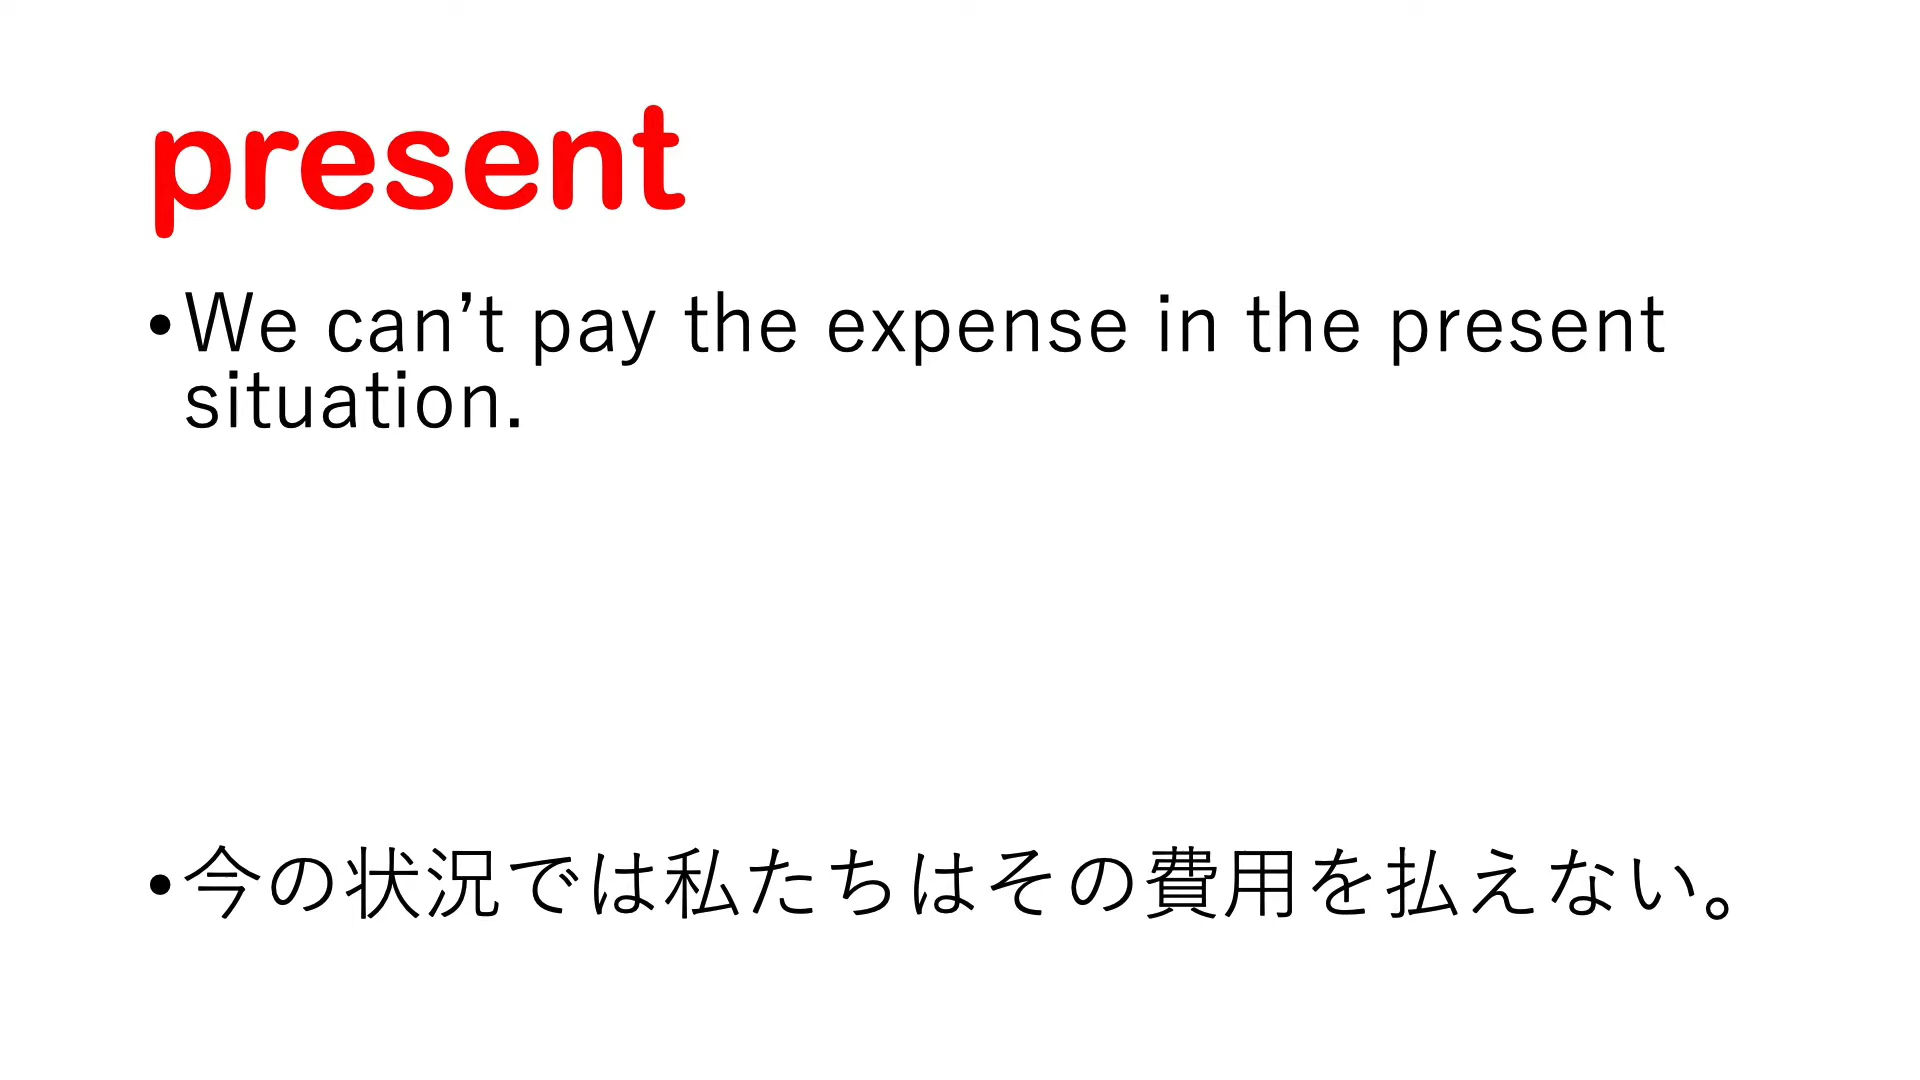 present
•We can’t pay the expense in the present
situation.
•今の状況では私たちはその費用を払えない。